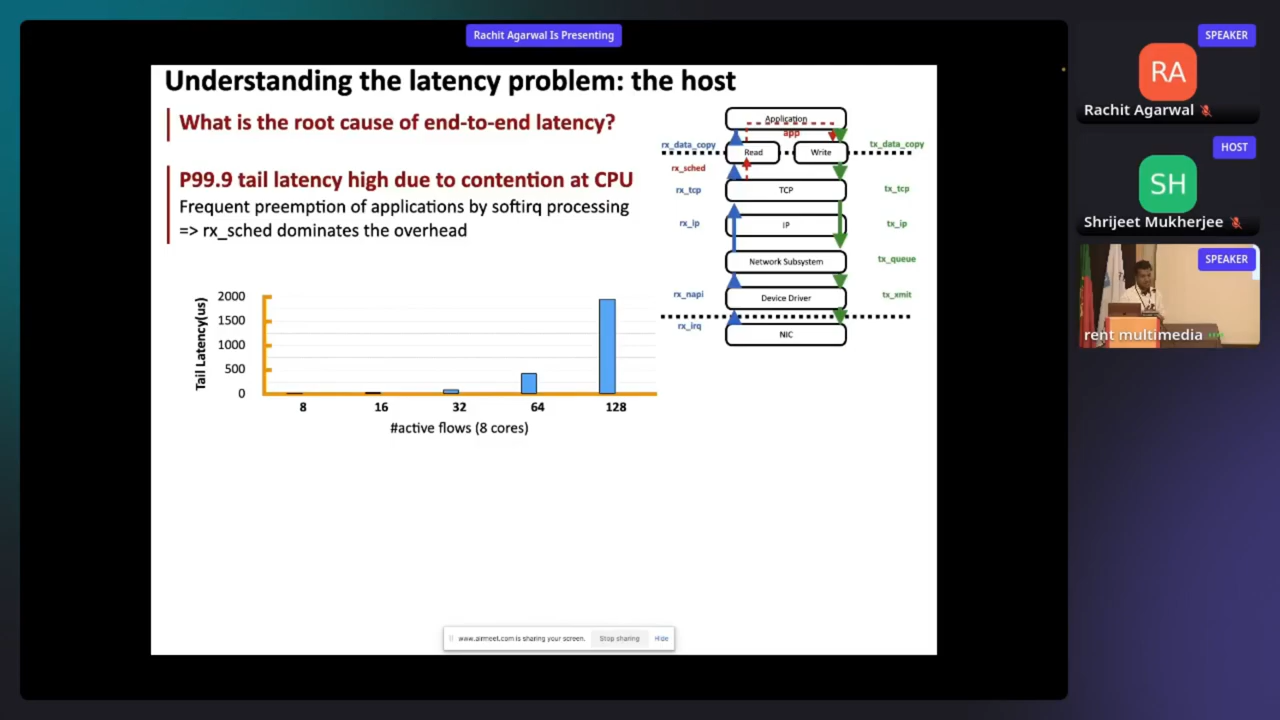 Rachit Agarwal Is Presenting
Understanding the latency problem: the host
What is the root cause of end-to-end latency?
P99.9 tail latency high due to contention at CPU
Frequent preemption of applications by softirq processing
=> rx_sched dominates the overhead
Tail Latency(us)
2000
1500
1000
500
0
8 16 32 64 128
#active flows (8 cores)
Application
app
rx_data_copy Read Write tx_data_copy
rx_sched
rx_tcp TCP tx_tcp
rx_ip IP tx_ip
Network Subsystem tx_queue
rx_napi Device Driver tx_xmit
rx_irq
NIC
www.airmeet.com is sharing your screen. Stop sharing Hide
SPEAKER
RA
Rachit Agarwal
HOST
SH
Shrijeet Mukherjee
SPEAKER
rent multimedia